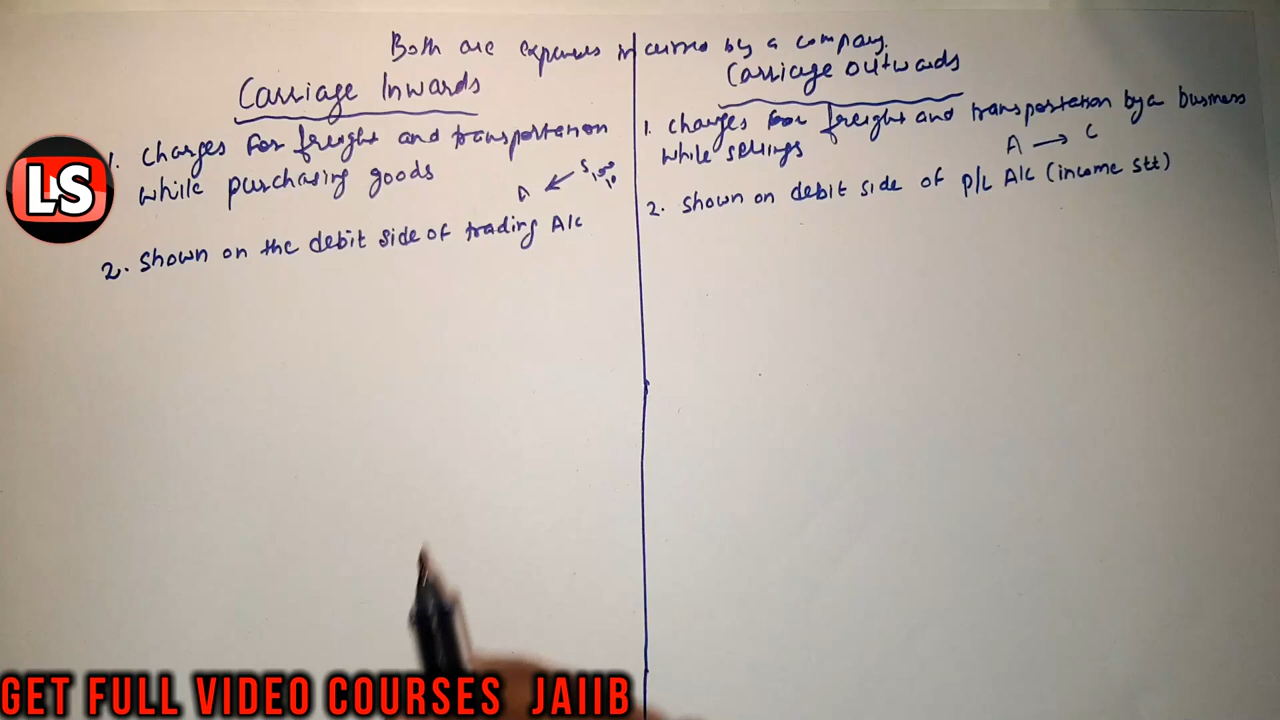 Both are expenses incurred by a company.
Carriage Inwards
1. Charges for freight and transportation
while purchasing goods
A ← S
2. Shown on the debit side of trading A/c
Carriage Outwards
1. Charges for freight and transportation by a business
while sellings
A → C
2. Shown on debit side of P/L A/c (income stt)
LS
GET FULL VIDEO COURSES JAIIB